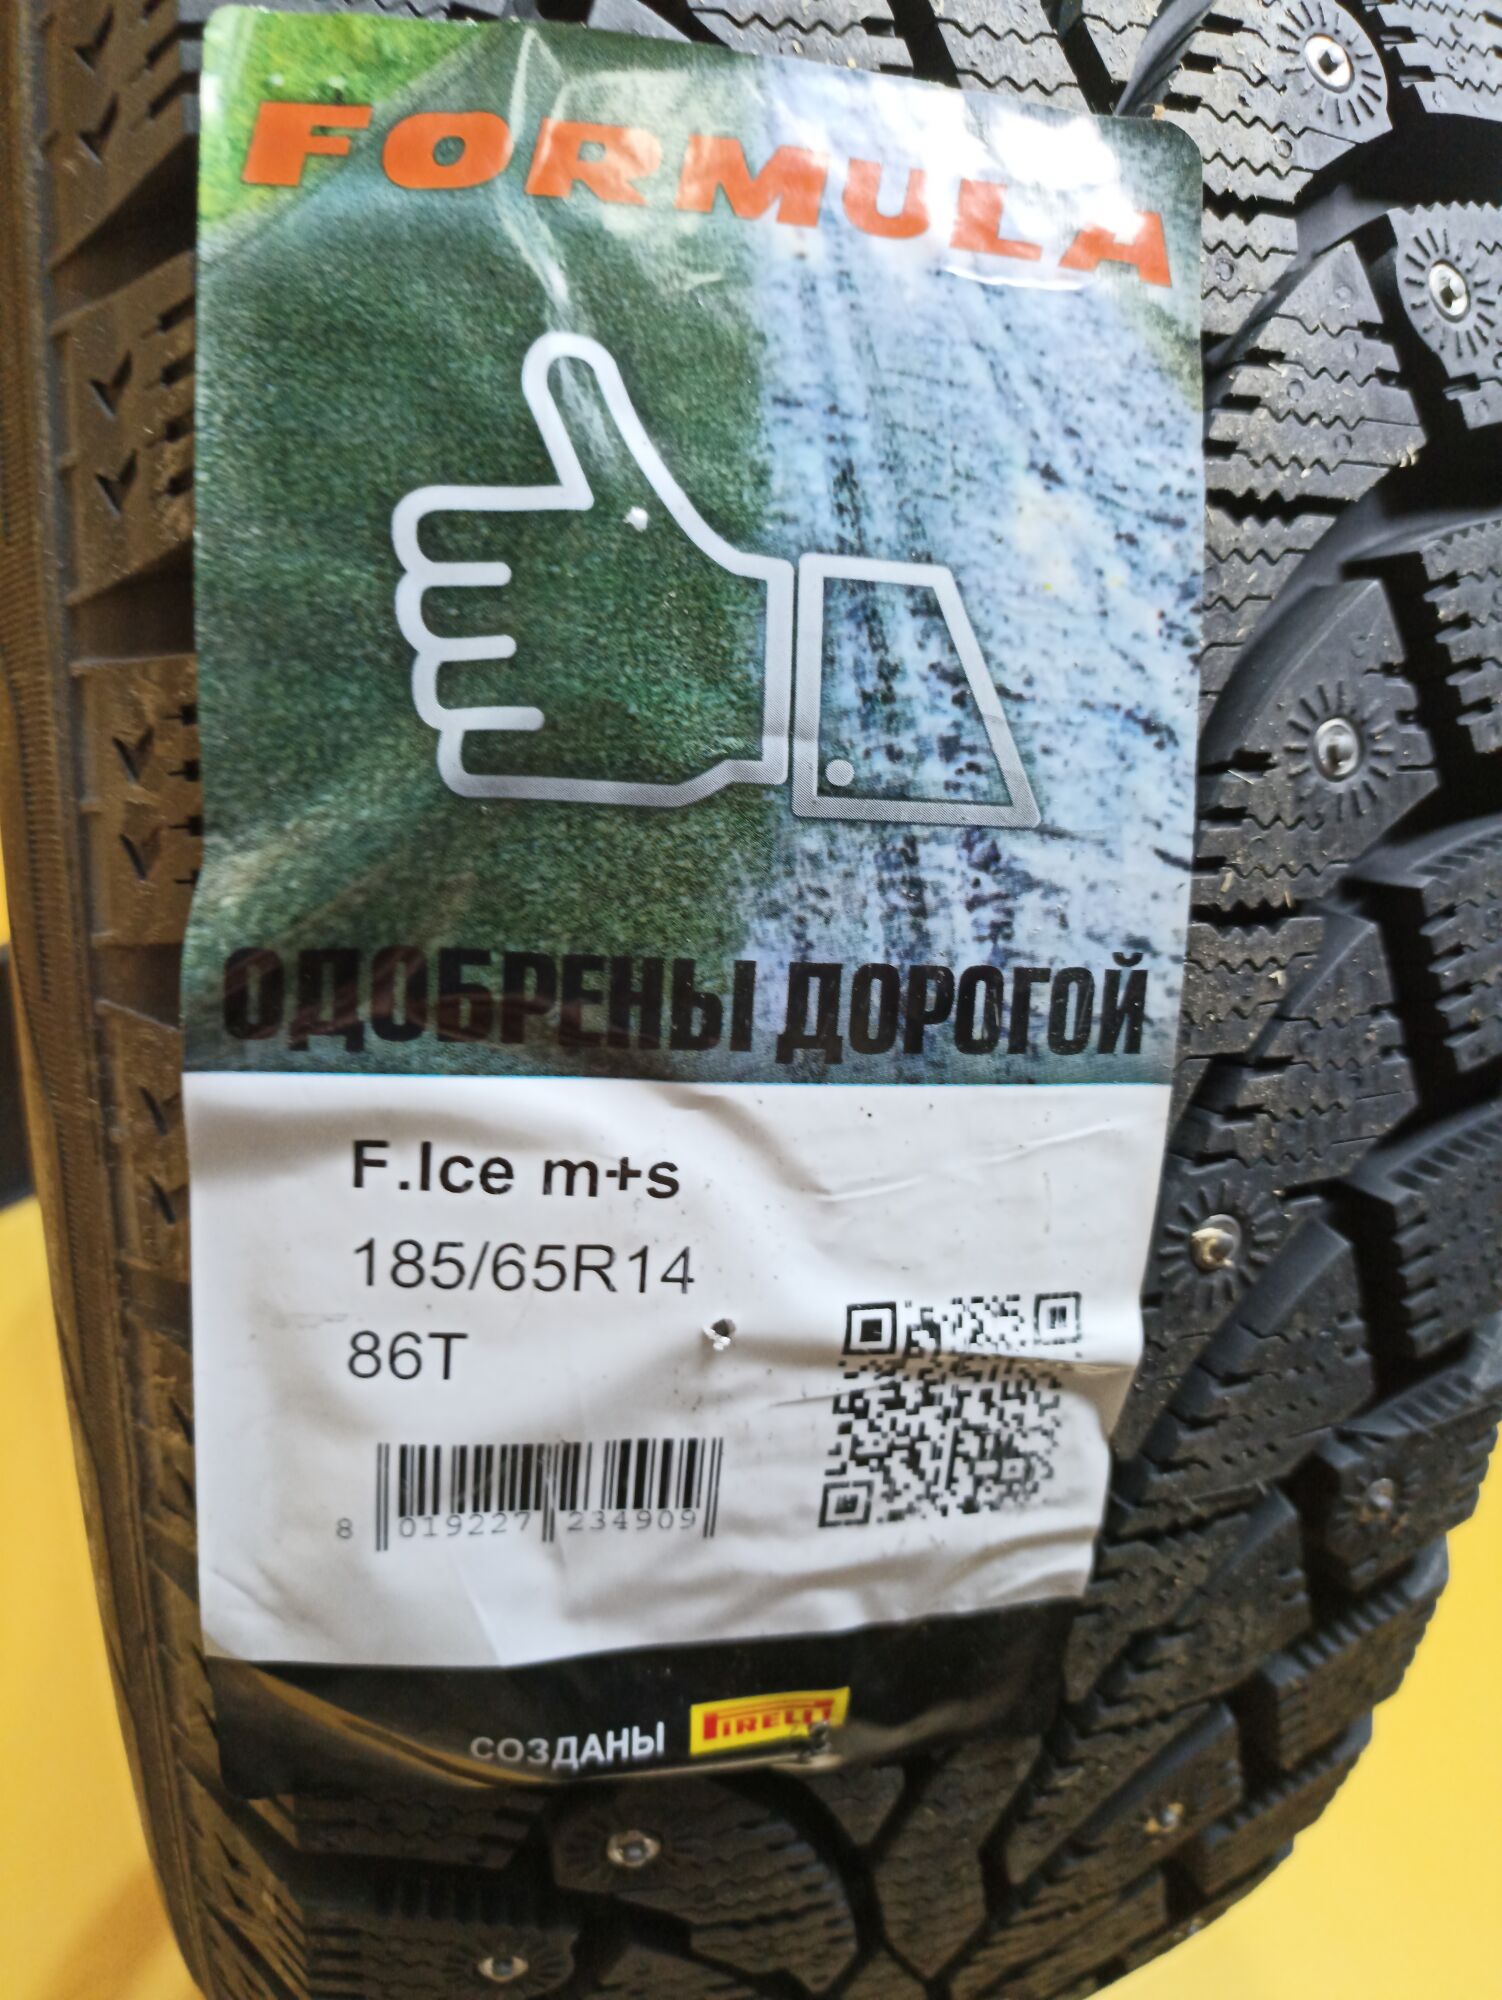 FORMULA
ОДОБРЕНЫ ДОРОГОЙ
F.Ice m+s
185/65R14
86T
8 019227 234909
СОЗДАНЫ PIRELLI